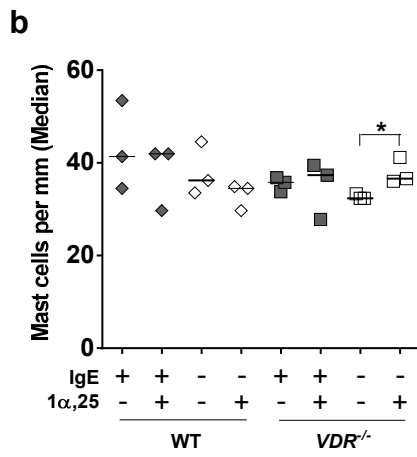 b
Mast cells per mm (Median)
60
40
20
0
*
IgE + + - - + + - -
1α,25 - + - + - + - +
WT VDR-/-